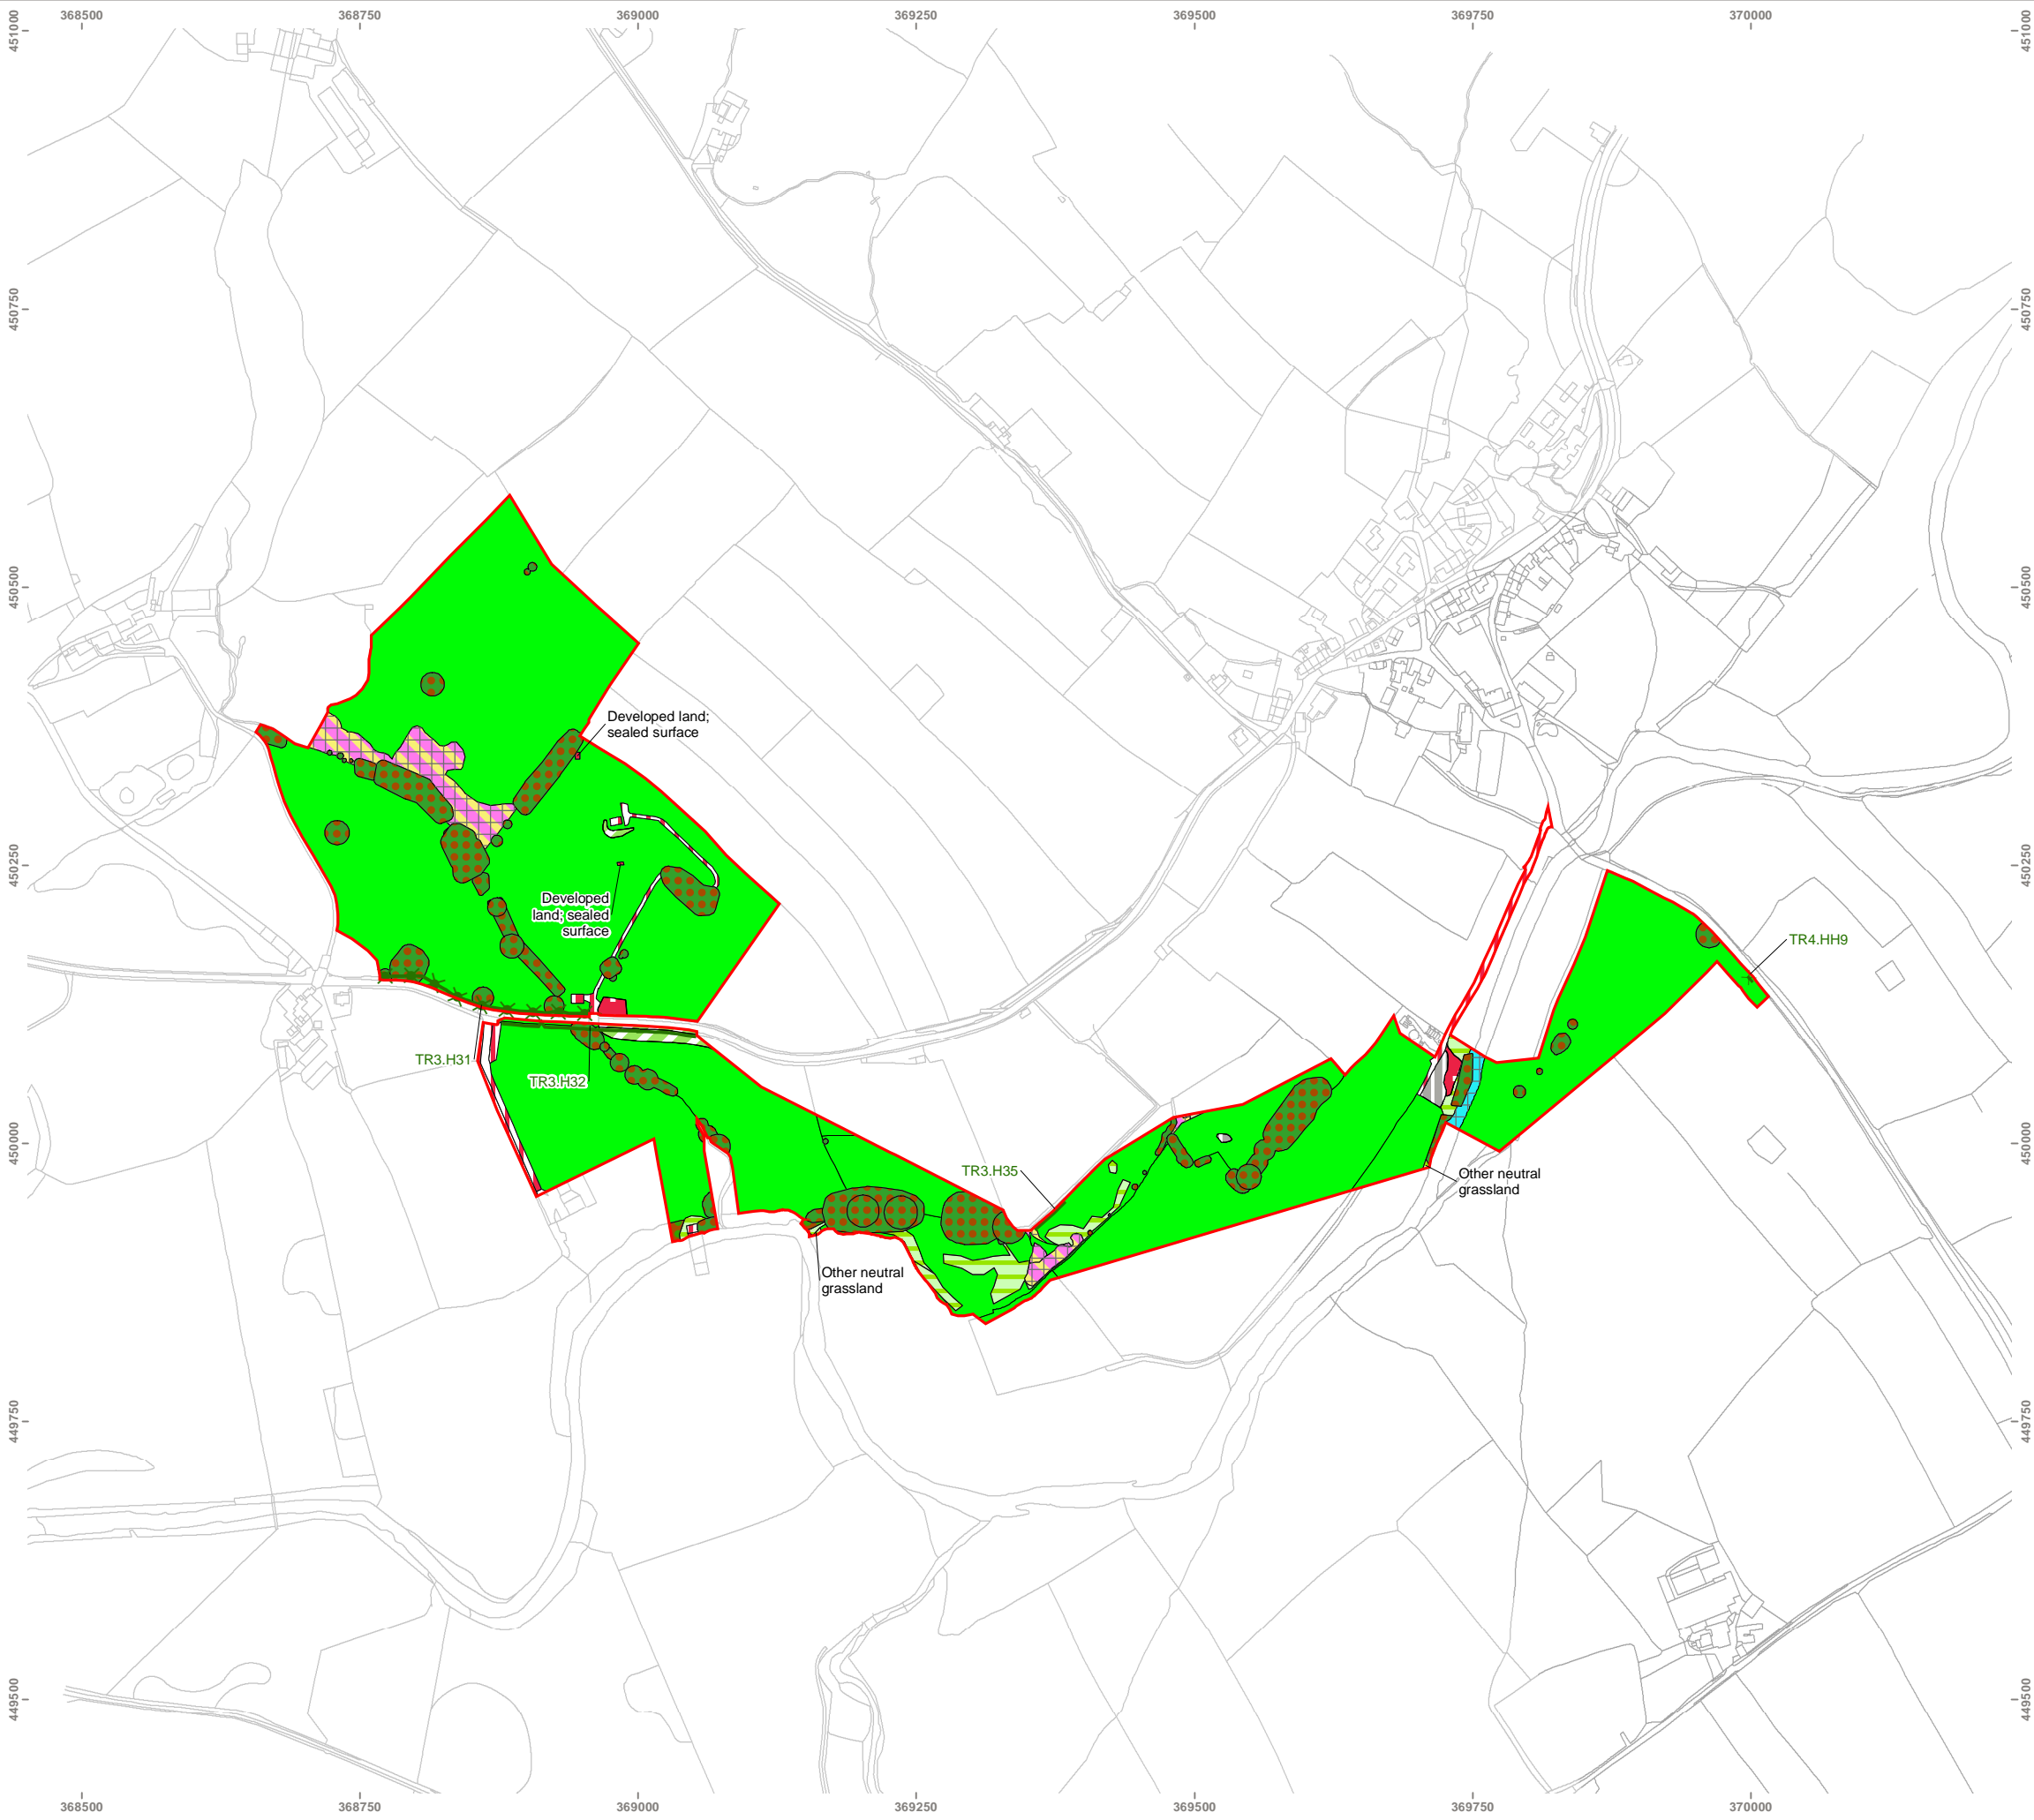 368500 368750 369000 369250 369500 369750 370000
451000 451000
450750 450750
450500 450500
Developed land;
sealed surface
450250 450250
Developed
land; sealed
surface
TR4.HH9
TR3.H31
TR3.H32
450000 450000
TR3.H35
Other neutral
grassland
Other neutral
grassland
449750 449750
449500 449500
368500 368750 369000 369250 369500 369750 370000